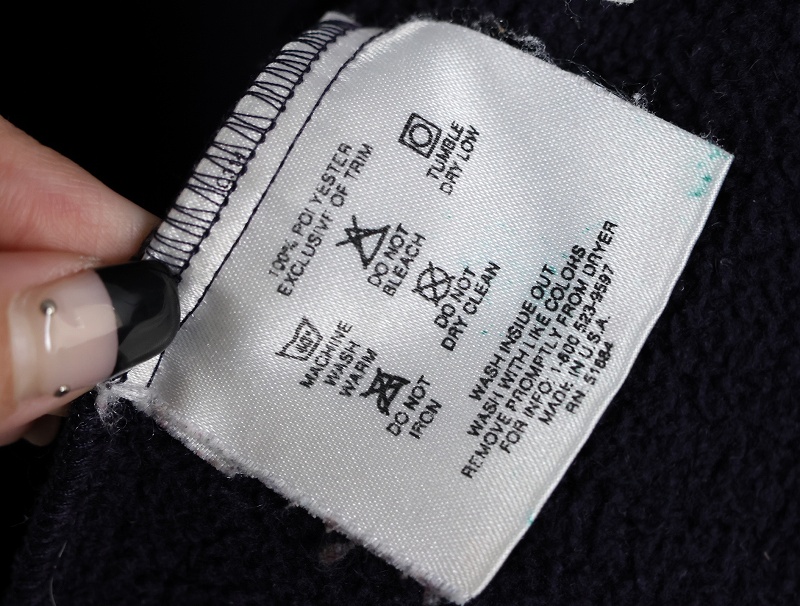 100% POLYESTER
EXCLUSIVE OF TRIM
MACHINE
WASH
WARM
DO NOT
BLEACH
TUMBLE
DRY LOW
DO NOT
IRON
DO NOT
DRY CLEAN
WASH INSIDE OUT
WASH WITH LIKE COLORS
REMOVE PROMPTLY FROM DRYER
FOR INFO: 1-800 523-9597
MADE IN U.S.A.
RN 51884